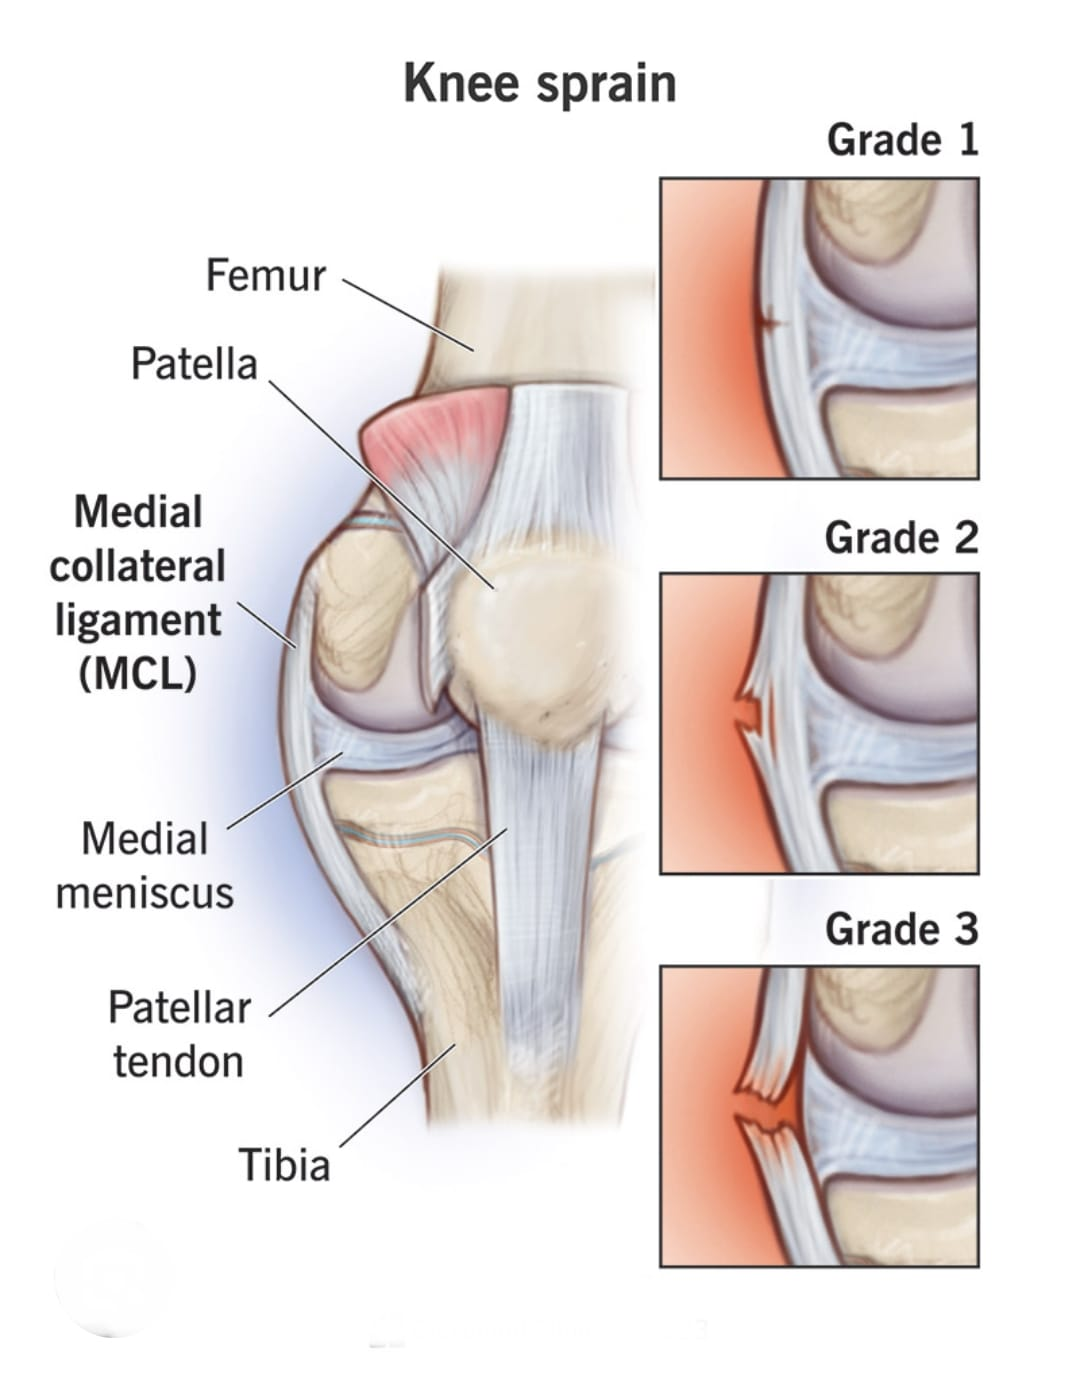 Knee sprain
Grade 1
Femur
Patella
Medial
collateral
ligament
(MCL)
Grade 2
Medial
meniscus
Grade 3
Patellar
tendon
Tibia